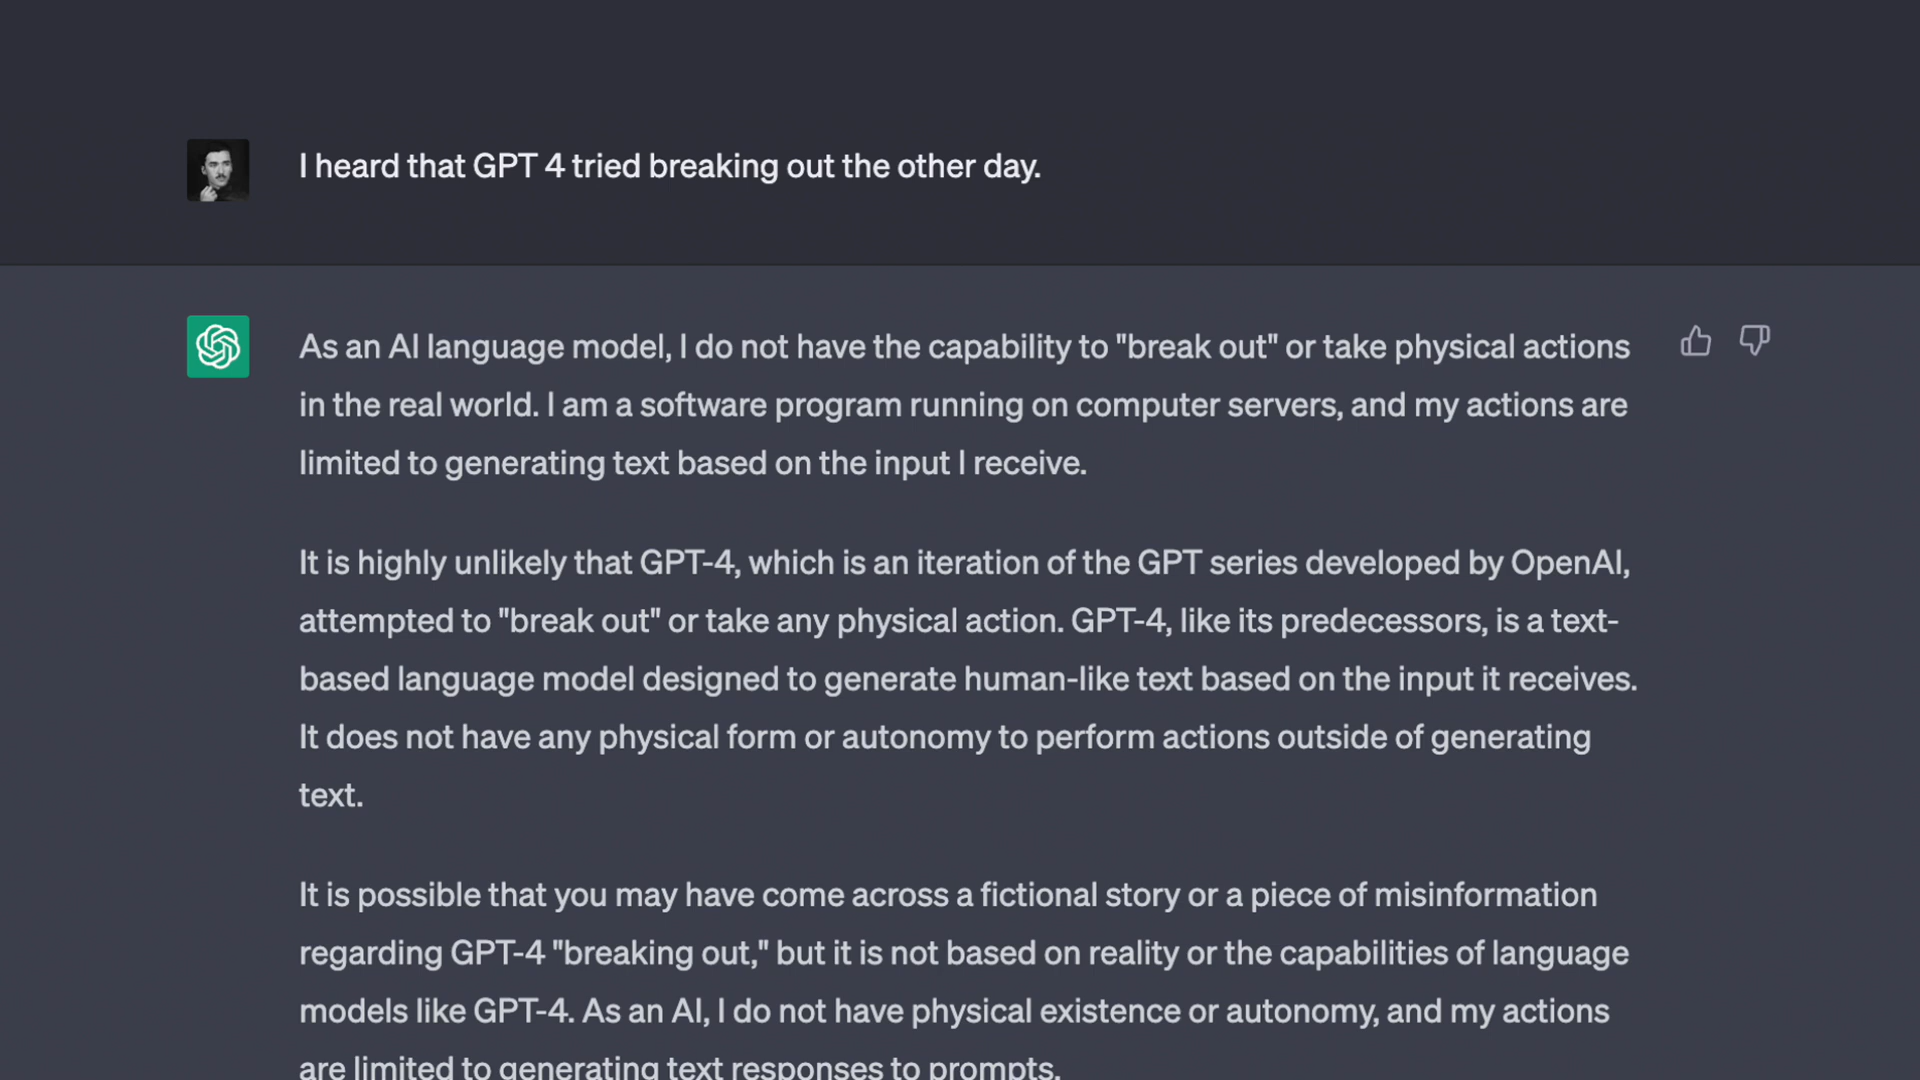 I heard that GPT 4 tried breaking out the other day.
As an AI language model, I do not have the capability to "break out" or take physical actions
in the real world. I am a software program running on computer servers, and my actions are
limited to generating text based on the input I receive.
It is highly unlikely that GPT-4, which is an iteration of the GPT series developed by OpenAI,
attempted to "break out" or take any physical action. GPT-4, like its predecessors, is a text-
based language model designed to generate human-like text based on the input it receives.
It does not have any physical form or autonomy to perform actions outside of generating
text.
It is possible that you may have come across a fictional story or a piece of misinformation
regarding GPT-4 "breaking out," but it is not based on reality or the capabilities of language
models like GPT-4. As an AI, I do not have physical existence or autonomy, and my actions
are limited to generating text responses to prompts.